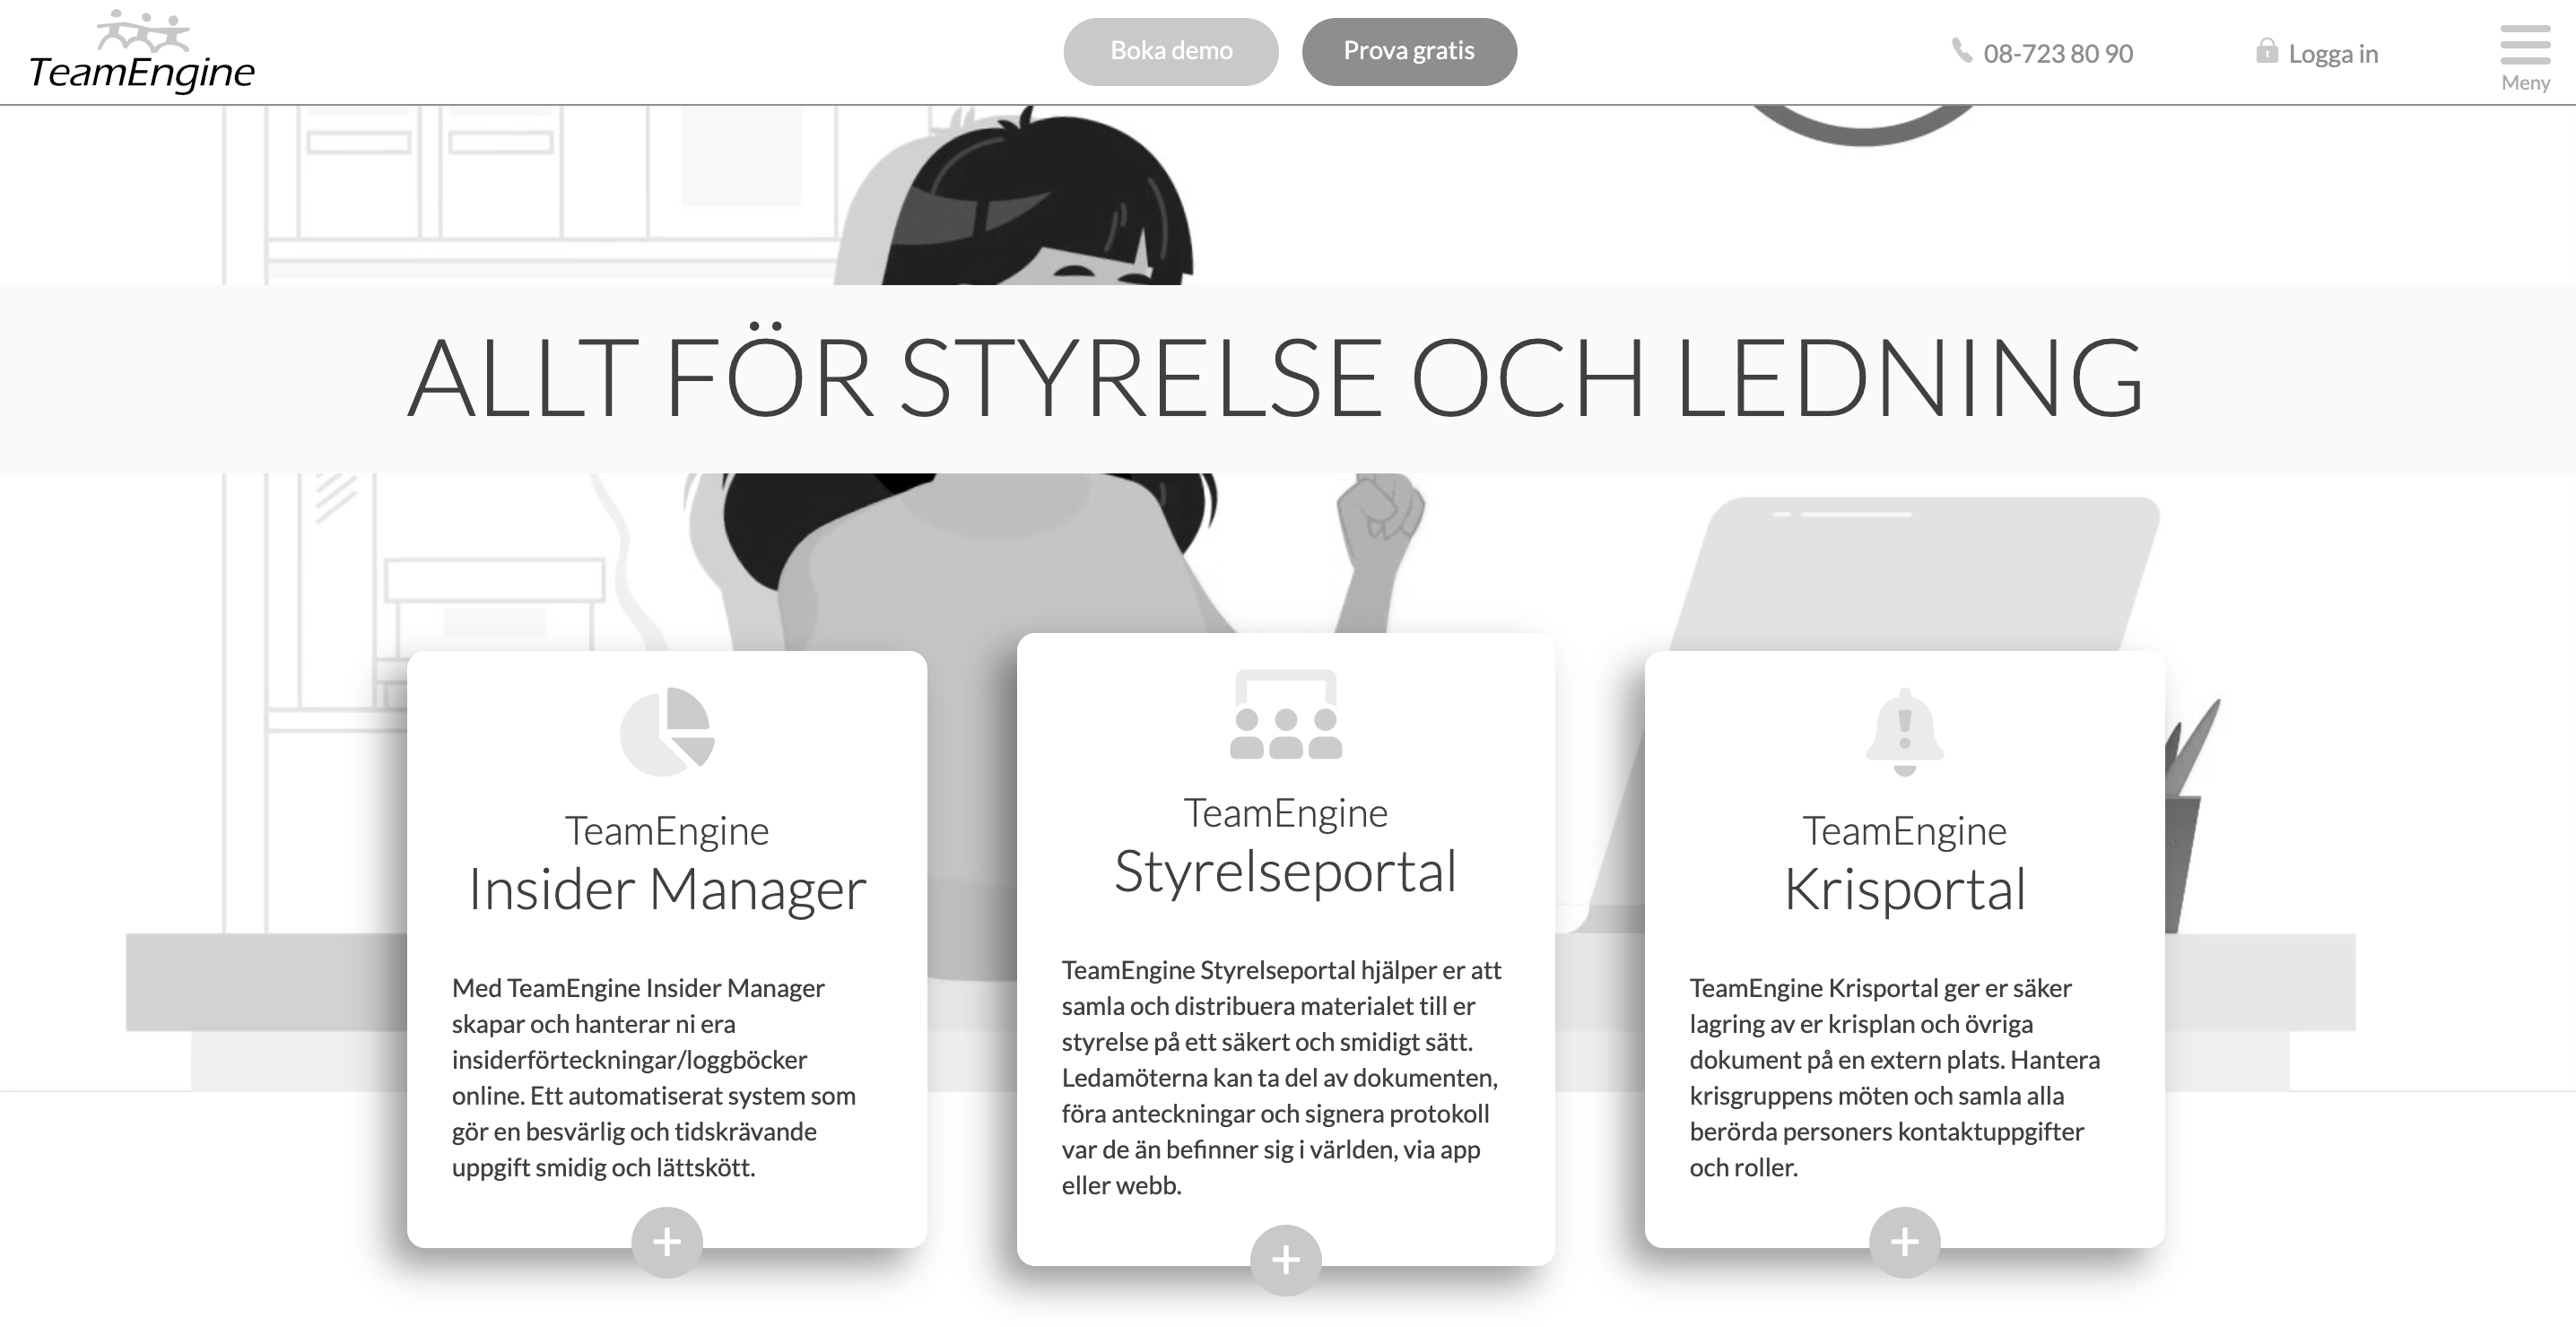 TeamEngine
Boka demo
Prova gratis
08-723 80 90
Logga in
Meny
ALLT FÖR STYRELSE OCH LEDNING
TeamEngine
Insider Manager
Med TeamEngine Insider Manager
skapar och hanterar ni era
insiderförteckningar/loggböcker
online. Ett automatiserat system som
gör en besvärlig och tidskrävande
uppgift smidig och lättskött.
TeamEngine
Styrelseportal
TeamEngine Styrelseportal hjälper er att
samla och distribuera materialet till er
styrelse på ett säkert och smidigt sätt.
Ledamöterna kan ta del av dokumenten,
föra anteckningar och signera protokoll
var de än befinner sig i världen, via app
eller webb.
TeamEngine
Krisportal
TeamEngine Krisportal ger er säker
lagring av er krisplan och övriga
dokument på en extern plats. Hantera
krisgruppens möten och samla alla
berörda personers kontaktuppgifter
och roller.